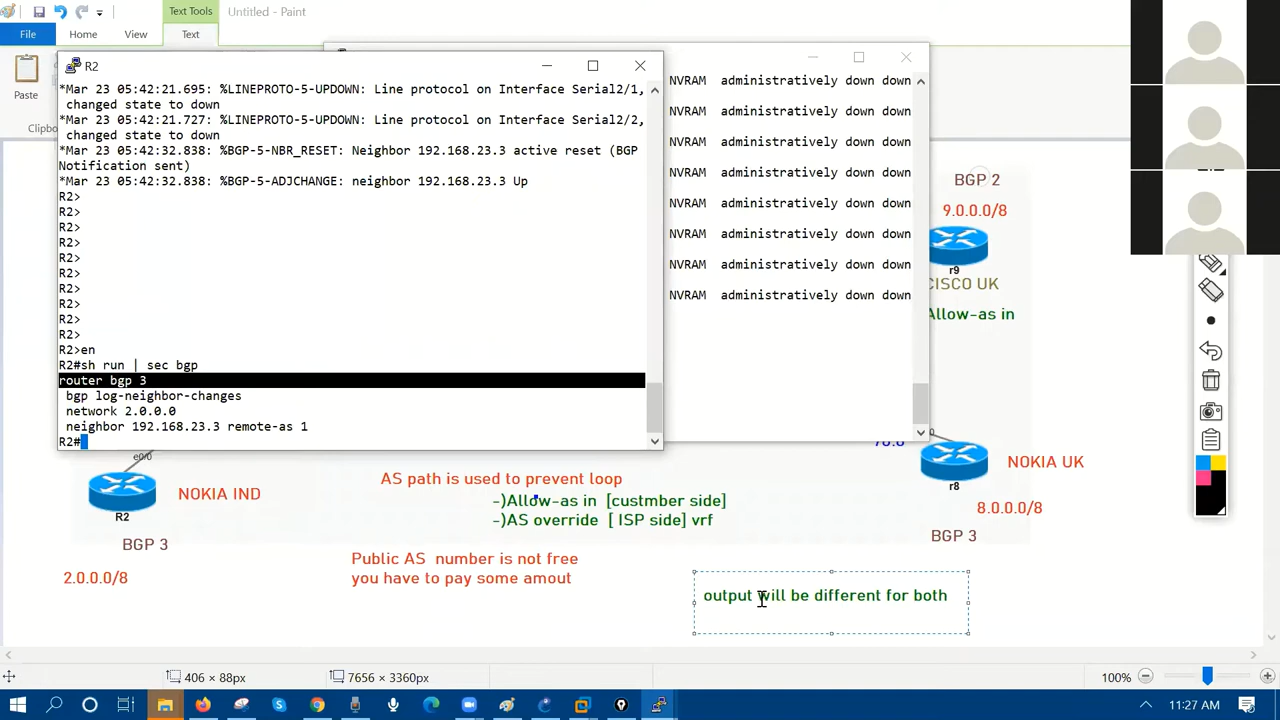 Text Tools
Untitled - Paint
File
Home
View
Text
Paste
R2
*Mar 23 05:42:21.695: %LINEPROTO-5-UPDOWN: Line protocol on Interface Serial2/1,
changed state to down
*Mar 23 05:42:21.727: %LINEPROTO-5-UPDOWN: Line protocol on Interface Serial2/2,
changed state to down
*Mar 23 05:42:32.838: %BGP-5-NBR_RESET: Neighbor 192.168.23.3 active reset (BGP
Notification sent)
*Mar 23 05:42:32.838: %BGP-5-ADJCHANGE: neighbor 192.168.23.3 Up
R2>
R2>
R2>
R2>
R2>
R2>
R2>
R2>
R2>
R2>
R2>en
R2#sh run | sec bgp
router bgp 3
bgp log-neighbor-changes
network 2.0.0.0
neighbor 192.168.23.3 remote-as 1
R2#
NVRAM administratively down down
NVRAM administratively down down
NVRAM administratively down down
NVRAM administratively down down
NVRAM administratively down down
NVRAM administratively down down
NVRAM administratively down down
NVRAM administratively down down
BGP 2
9.0.0.0/8
r9
CISCO UK
Allow-as in
e0/0
NOKIA IND
R2
BGP 3
2.0.0.0/8
AS path is used to prevent loop
-)Allow-as in [custmber side]
-)AS override [ ISP side] vrf
Public AS number is not free
you have to pay some amout
NOKIA UK
r8
8.0.0.0/8
BGP 3
output will be different for both
406 × 88px
7656 × 3360px
100%
11:27 AM